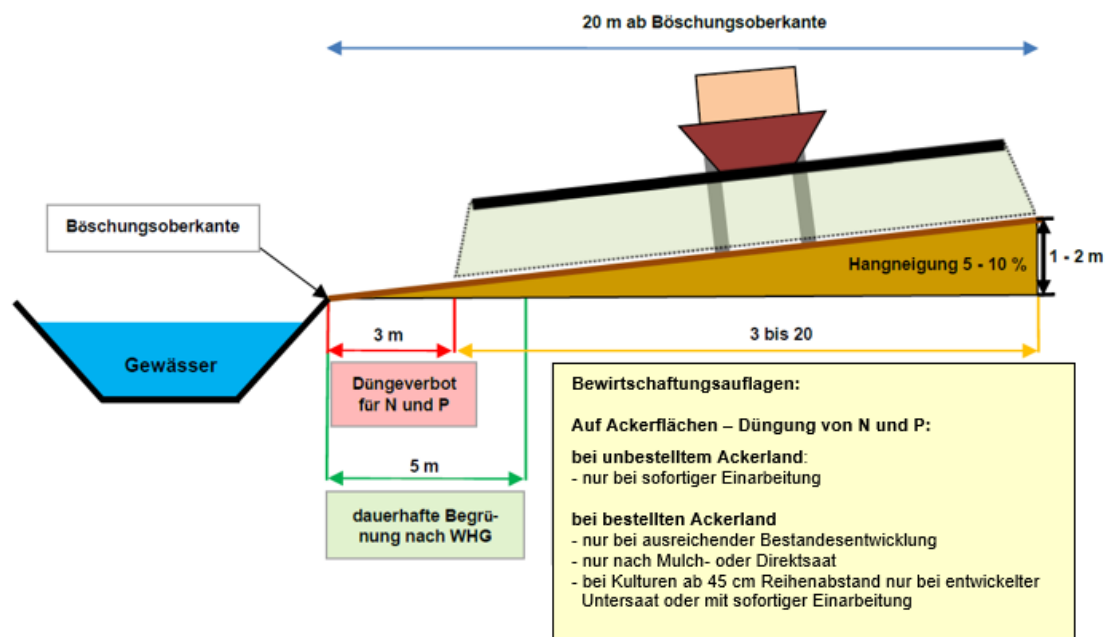 20 m ab Böschungsoberkante
Böschungsoberkante
1 - 2 m
Hangneigung 5 - 10 %
Gewässer
3 m
3 bis 20
Düngeverbot
für N und P
5 m
dauerhafte Begrü-
nung nach WHG
Bewirtschaftungsauflagen:
Auf Ackerflächen – Düngung von N und P:
bei unbestelltem Ackerland:
- nur bei sofortiger Einarbeitung
bei bestellten Ackerland
- nur bei ausreichender Bestandesentwicklung
- nur nach Mulch- oder Direktsaat
- bei Kulturen ab 45 cm Reihenabstand nur bei entwickelter
Untersaat oder mit sofortiger Einarbeitung